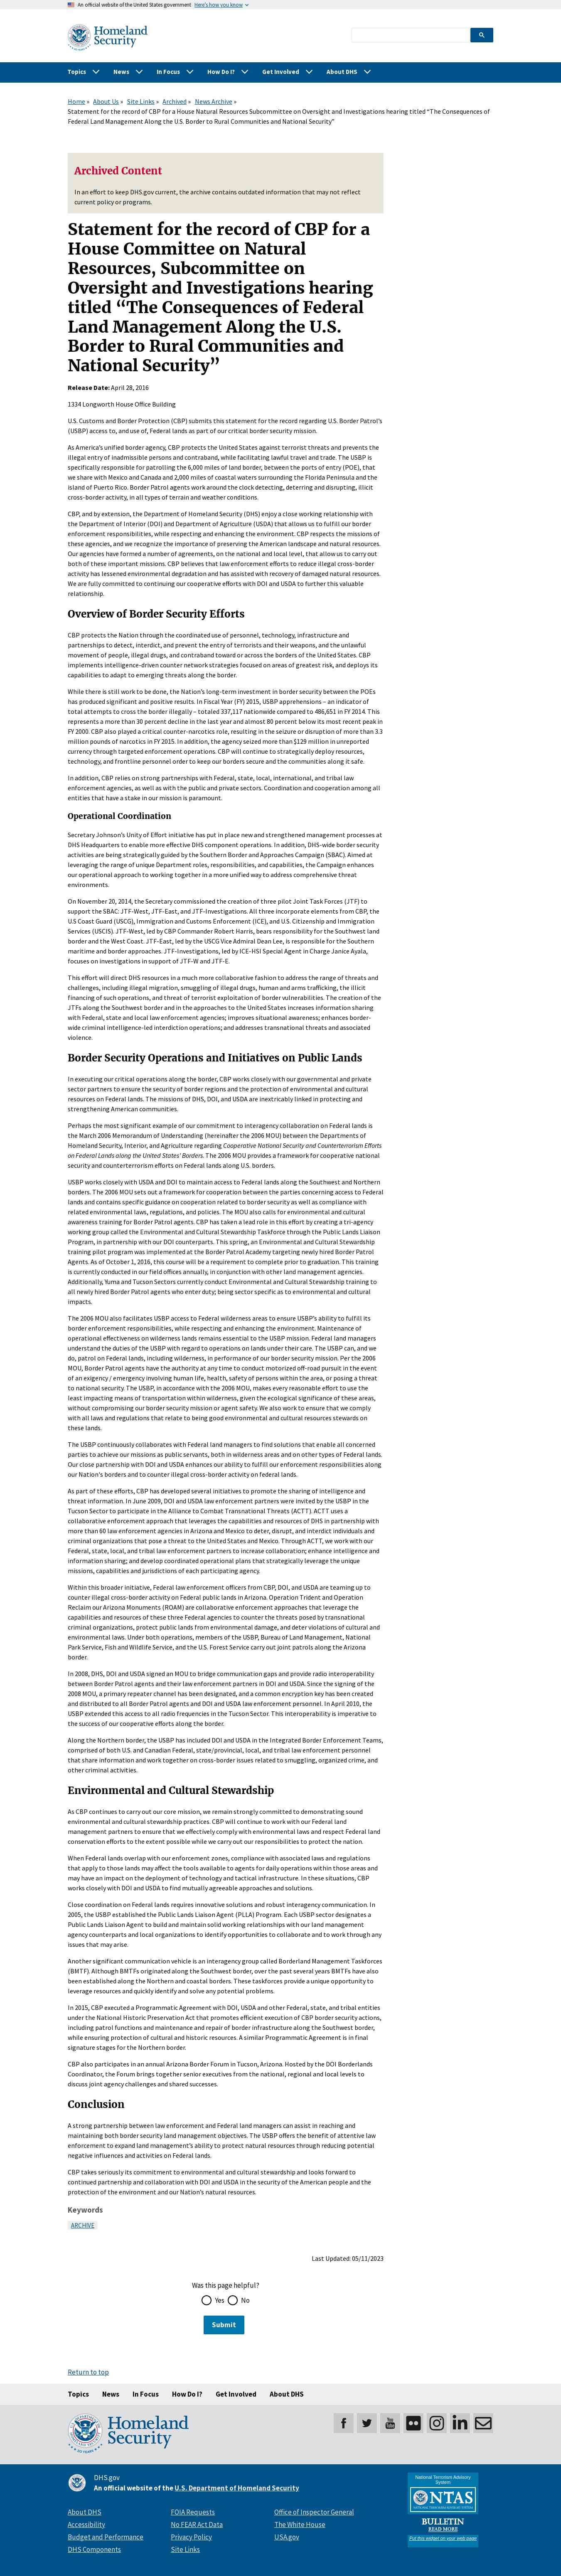 An official website of the United States government Here's how you know
Homeland
Security
Topics News In Focus How Do I? Get Involved About DHS
Home » About Us » Site Links » Archived » News Archive »
Statement for the record of CBP for a House Natural Resources Subcommittee on Oversight and Investigations hearing titled “The Consequences of
Federal Land Management Along the U.S. Border to Rural Communities and National Security”
Archived Content
In an effort to keep DHS.gov current, the archive contains outdated information that may not reflect
current policy or programs.
Statement for the record of CBP for a
House Committee on Natural
Resources, Subcommittee on
Oversight and Investigations hearing
titled “The Consequences of Federal
Land Management Along the U.S.
Border to Rural Communities and
National Security”
Release Date: April 28, 2016
1334 Longworth House Office Building
U.S. Customs and Border Protection (CBP) submits this statement for the record regarding U.S. Border Patrol’s
(USBP) access to, and use of, Federal lands as part of our critical border security mission.
As America’s unified border agency, CBP protects the United States against terrorist threats and prevents the
illegal entry of inadmissible persons and contraband, while facilitating lawful travel and trade. The USBP is
specifically responsible for patrolling the 6,000 miles of land border, between the ports of entry (POE), that
we share with Mexico and Canada and 2,000 miles of coastal waters surrounding the Florida Peninsula and the
island of Puerto Rico. Border Patrol agents work around the clock detecting, deterring and disrupting, illicit
cross-border activity, in all types of terrain and weather conditions.
CBP, and by extension, the Department of Homeland Security (DHS) enjoy a close working relationship with
the Department of Interior (DOI) and Department of Agriculture (USDA) that allows us to fulfill our border
enforcement responsibilities, while respecting and enhancing the environment. CBP respects the missions of
these agencies, and we recognize the importance of preserving the American landscape and natural resources.
Our agencies have formed a number of agreements, on the national and local level, that allow us to carry out
both of these important missions. CBP believes that law enforcement efforts to reduce illegal cross-border
activity has lessened environmental degradation and has assisted with recovery of damaged natural resources.
We are fully committed to continuing our cooperative efforts with DOI and USDA to further this valuable
relationship.
Overview of Border Security Efforts
CBP protects the Nation through the coordinated use of personnel, technology, infrastructure and
partnerships to detect, interdict, and prevent the entry of terrorists and their weapons, and the unlawful
movement of people, illegal drugs, and contraband toward or across the borders of the United States. CBP
implements intelligence-driven counter network strategies focused on areas of greatest risk, and deploys its
capabilities to adapt to emerging threats along the border.
While there is still work to be done, the Nation’s long-term investment in border security between the POEs
has produced significant and positive results. In Fiscal Year (FY) 2015, USBP apprehensions – an indicator of
total attempts to cross the border illegally – totaled 337,117 nationwide compared to 486,651 in FY 2014. This
represents a more than 30 percent decline in the last year and almost 80 percent below its most recent peak in
FY 2000. CBP also played a critical counter-narcotics role, resulting in the seizure or disruption of more than 3.3
million pounds of narcotics in FY 2015. In addition, the agency seized more than $129 million in unreported
currency through targeted enforcement operations. CBP will continue to strategically deploy resources,
technology, and frontline personnel order to keep our borders secure and the communities along it safe.
In addition, CBP relies on strong partnerships with Federal, state, local, international, and tribal law
enforcement agencies, as well as with the public and private sectors. Coordination and cooperation among all
entities that have a stake in our mission is paramount.
Operational Coordination
Secretary Johnson’s Unity of Effort initiative has put in place new and strengthened management processes at
DHS Headquarters to enable more effective DHS component operations. In addition, DHS-wide border security
activities are being strategically guided by the Southern Border and Approaches Campaign (SBAC). Aimed at
leveraging the range of unique Department roles, responsibilities, and capabilities, the Campaign enhances
our operational approach to working together in a more unified way to address comprehensive threat
environments.
On November 20, 2014, the Secretary commissioned the creation of three pilot Joint Task Forces (JTF) to
support the SBAC: JTF-West, JTF-East, and JTF-Investigations. All three incorporate elements from CBP, the
U.S Coast Guard (USCG), Immigration and Customs Enforcement (ICE), and U.S. Citizenship and Immigration
Services (USCIS). JTF-West, led by CBP Commander Robert Harris, bears responsibility for the Southwest land
border and the West Coast. JTF-East, led by the USCG Vice Admiral Dean Lee, is responsible for the Southern
maritime and border approaches. JTF-Investigations, led by ICE-HSI Special Agent in Charge Janice Ayala,
focuses on investigations in support of JTF-W and JTF-E.
This effort will direct DHS resources in a much more collaborative fashion to address the range of threats and
challenges, including illegal migration, smuggling of illegal drugs, human and arms trafficking, the illicit
financing of such operations, and threat of terrorist exploitation of border vulnerabilities. The creation of the
JTFs along the Southwest border and in the approaches to the United States increases information sharing
with Federal, state and local law enforcement agencies; improves situational awareness; enhances border-
wide criminal intelligence-led interdiction operations; and addresses transnational threats and associated
violence.
Border Security Operations and Initiatives on Public Lands
In executing our critical operations along the border, CBP works closely with our governmental and private
sector partners to ensure the security of border regions and the protection of environmental and cultural
resources on Federal lands. The missions of DHS, DOI, and USDA are inextricably linked in protecting and
strengthening American communities.
Perhaps the most significant example of our commitment to interagency collaboration on Federal lands is
the March 2006 Memorandum of Understanding (hereinafter the 2006 MOU) between the Departments of
Homeland Security, Interior, and Agriculture regarding Cooperative National Security and Counterterrorism Efforts
on Federal Lands along the United States’ Borders. The 2006 MOU provides a framework for cooperative national
security and counterterrorism efforts on Federal lands along U.S. borders.
USBP works closely with USDA and DOI to maintain access to Federal lands along the Southwest and Northern
borders. The 2006 MOU sets out a framework for cooperation between the parties concerning access to Federal
lands and contains specific guidance on cooperation related to border security as well as compliance with
related environmental laws, regulations, and policies. The MOU also calls for environmental and cultural
awareness training for Border Patrol agents. CBP has taken a lead role in this effort by creating a tri-agency
working group called the Environmental and Cultural Stewardship Taskforce through the Public Lands Liaison
Program, in partnership with our DOI counterparts. This spring, an Environmental and Cultural Stewardship
training pilot program was implemented at the Border Patrol Academy targeting newly hired Border Patrol
Agents. As of October 1, 2016, this course will be a requirement to complete prior to graduation. This training
is currently conducted in our field offices annually, in conjunction with other land management agencies.
Additionally, Yuma and Tucson Sectors currently conduct Environmental and Cultural Stewardship training to
all newly hired Border Patrol agents who enter duty; being sector specific as to environmental and cultural
impacts.
The 2006 MOU also facilitates USBP access to Federal wilderness areas to ensure USBP’s ability to fulfill its
border enforcement responsibilities, while respecting and enhancing the environment. Maintenance of
operational effectiveness on wilderness lands remains essential to the USBP mission. Federal land managers
understand the duties of the USBP with regard to operations on lands under their care. The USBP can, and we
do, patrol on Federal lands, including wilderness, in performance of our border security mission. Per the 2006
MOU, Border Patrol agents have the authority at any time to conduct motorized off-road pursuit in the event
of an exigency / emergency involving human life, health, safety of persons within the area, or posing a threat
to national security. The USBP, in accordance with the 2006 MOU, makes every reasonable effort to use the
least impacting means of transportation within wilderness, given the ecological significance of these areas,
without compromising our border security mission or agent safety. We also work to ensure that we comply
with all laws and regulations that relate to being good environmental and cultural resources stewards on
these lands.
The USBP continuously collaborates with Federal land managers to find solutions that enable all concerned
parties to achieve our missions as public servants, both in wilderness areas and on other types of Federal lands.
Our close partnership with DOI and USDA enhances our ability to fulfill our enforcement responsibilities along
our Nation's borders and to counter illegal cross-border activity on federal lands.
As part of these efforts, CBP has developed several initiatives to promote the sharing of intelligence and
threat information. In June 2009, DOI and USDA law enforcement partners were invited by the USBP in the
Tucson Sector to participate in the Alliance to Combat Transnational Threats (ACTT). ACTT uses a
collaborative enforcement approach that leverages the capabilities and resources of DHS in partnership with
more than 60 law enforcement agencies in Arizona and Mexico to deter, disrupt, and interdict individuals and
criminal organizations that pose a threat to the United States and Mexico. Through ACTT, we work with our
Federal, state, local, and tribal law enforcement partners to increase collaboration; enhance intelligence and
information sharing; and develop coordinated operational plans that strategically leverage the unique
missions, capabilities and jurisdictions of each participating agency.
Within this broader initiative, Federal law enforcement officers from CBP, DOI, and USDA are teaming up to
counter illegal cross-border activity on Federal public lands in Arizona. Operation Trident and Operation
Reclaim our Arizona Monuments (ROAM) are collaborative enforcement approaches that leverage the
capabilities and resources of these three Federal agencies to counter the threats posed by transnational
criminal organizations, protect public lands from environmental damage, and deter violations of cultural and
environmental laws. Under both operations, members of the USBP, Bureau of Land Management, National
Park Service, Fish and Wildlife Service, and the U.S. Forest Service carry out joint patrols along the Arizona
border.
In 2008, DHS, DOI and USDA signed an MOU to bridge communication gaps and provide radio interoperability
between Border Patrol agents and their law enforcement partners in DOI and USDA. Since the signing of the
2008 MOU, a primary repeater channel has been designated, and a common encryption key has been created
and distributed to all Border Patrol agents and DOI and USDA law enforcement personnel. In April 2010, the
USBP extended this access to all radio frequencies in the Tucson Sector. This interoperability is imperative to
the success of our cooperative efforts along the border.
Along the Northern border, the USBP has included DOI and USDA in the Integrated Border Enforcement Teams,
comprised of both U.S. and Canadian Federal, state/provincial, local, and tribal law enforcement personnel
that share information and work together on cross-border issues related to smuggling, organized crime, and
other criminal activities.
Environmental and Cultural Stewardship
As CBP continues to carry out our core mission, we remain strongly committed to demonstrating sound
environmental and cultural stewardship practices. CBP will continue to work with our Federal land
management partners to ensure that we effectively comply with environmental laws and respect Federal land
conservation efforts to the extent possible while we carry out our responsibilities to protect the nation.
When Federal lands overlap with our enforcement zones, compliance with associated laws and regulations
that apply to those lands may affect the tools available to agents for daily operations within those areas and
may have an impact on the deployment of technology and tactical infrastructure. In these situations, CBP
works closely with DOI and USDA to find mutually agreeable approaches and solutions.
Close coordination on Federal lands requires innovative solutions and robust interagency communication. In
2005, the USBP established the Public Lands Liaison Agent (PLLA) Program. Each USBP sector designates a
Public Lands Liaison Agent to build and maintain solid working relationships with our land management
counterparts and local organizations to identify opportunities to collaborate and to work through any
issues that may arise.
Another significant communication vehicle is an interagency group called Borderland Management Taskforces
(BMTF). Although BMTFs originated along the Southwest border, over the past several years BMTFs have also
been established along the Northern and coastal borders. These taskforces provide a unique opportunity to
leverage resources and quickly identify and solve any potential problems.
In 2015, CBP executed a Programmatic Agreement with DOI, USDA and other Federal, state, and tribal entities
under the National Historic Preservation Act that promotes efficient execution of CBP border security actions,
including patrol functions and maintenance and repair of border infrastructure along the Southwest border,
while ensuring protection of cultural and historic resources. A similar Programmatic Agreement is in final
signature stages for the Northern border.
CBP also participates in an annual Arizona Border Forum in Tucson, Arizona. Hosted by the DOI Borderlands
Coordinator, the Forum brings together senior executives from the national, regional and local levels to
discuss joint agency challenges and shared successes.
Conclusion
A strong partnership between law enforcement and Federal land managers can assist in reaching and
maintaining both border security land management objectives. The USBP offers the benefit of attentive law
enforcement to expand land management’s ability to protect natural resources through reducing potential
negative influences and activities on Federal lands.
CBP takes seriously its commitment to environmental and cultural stewardship and looks forward to
continued partnership and collaboration with DOI and USDA in the security of the American people and the
protection of the environment and our Nation’s natural resources.
Keywords
ARCHIVE
Last Updated: 05/11/2023
Was this page helpful?
Yes No
Submit
Return to top
Topics News In Focus How Do I? Get Involved About DHS
Homeland
Security
DHS.gov
An official website of the U.S. Department of Homeland Security
About DHS FOIA Requests Office of Inspector General
Accessibility No FEAR Act Data The White House
Budget and Performance Privacy Policy USA.gov
DHS Components Site Links
National Terrorism Advisory
System
NTAS
BULLETIN
READ MORE
Put this widget on your web page